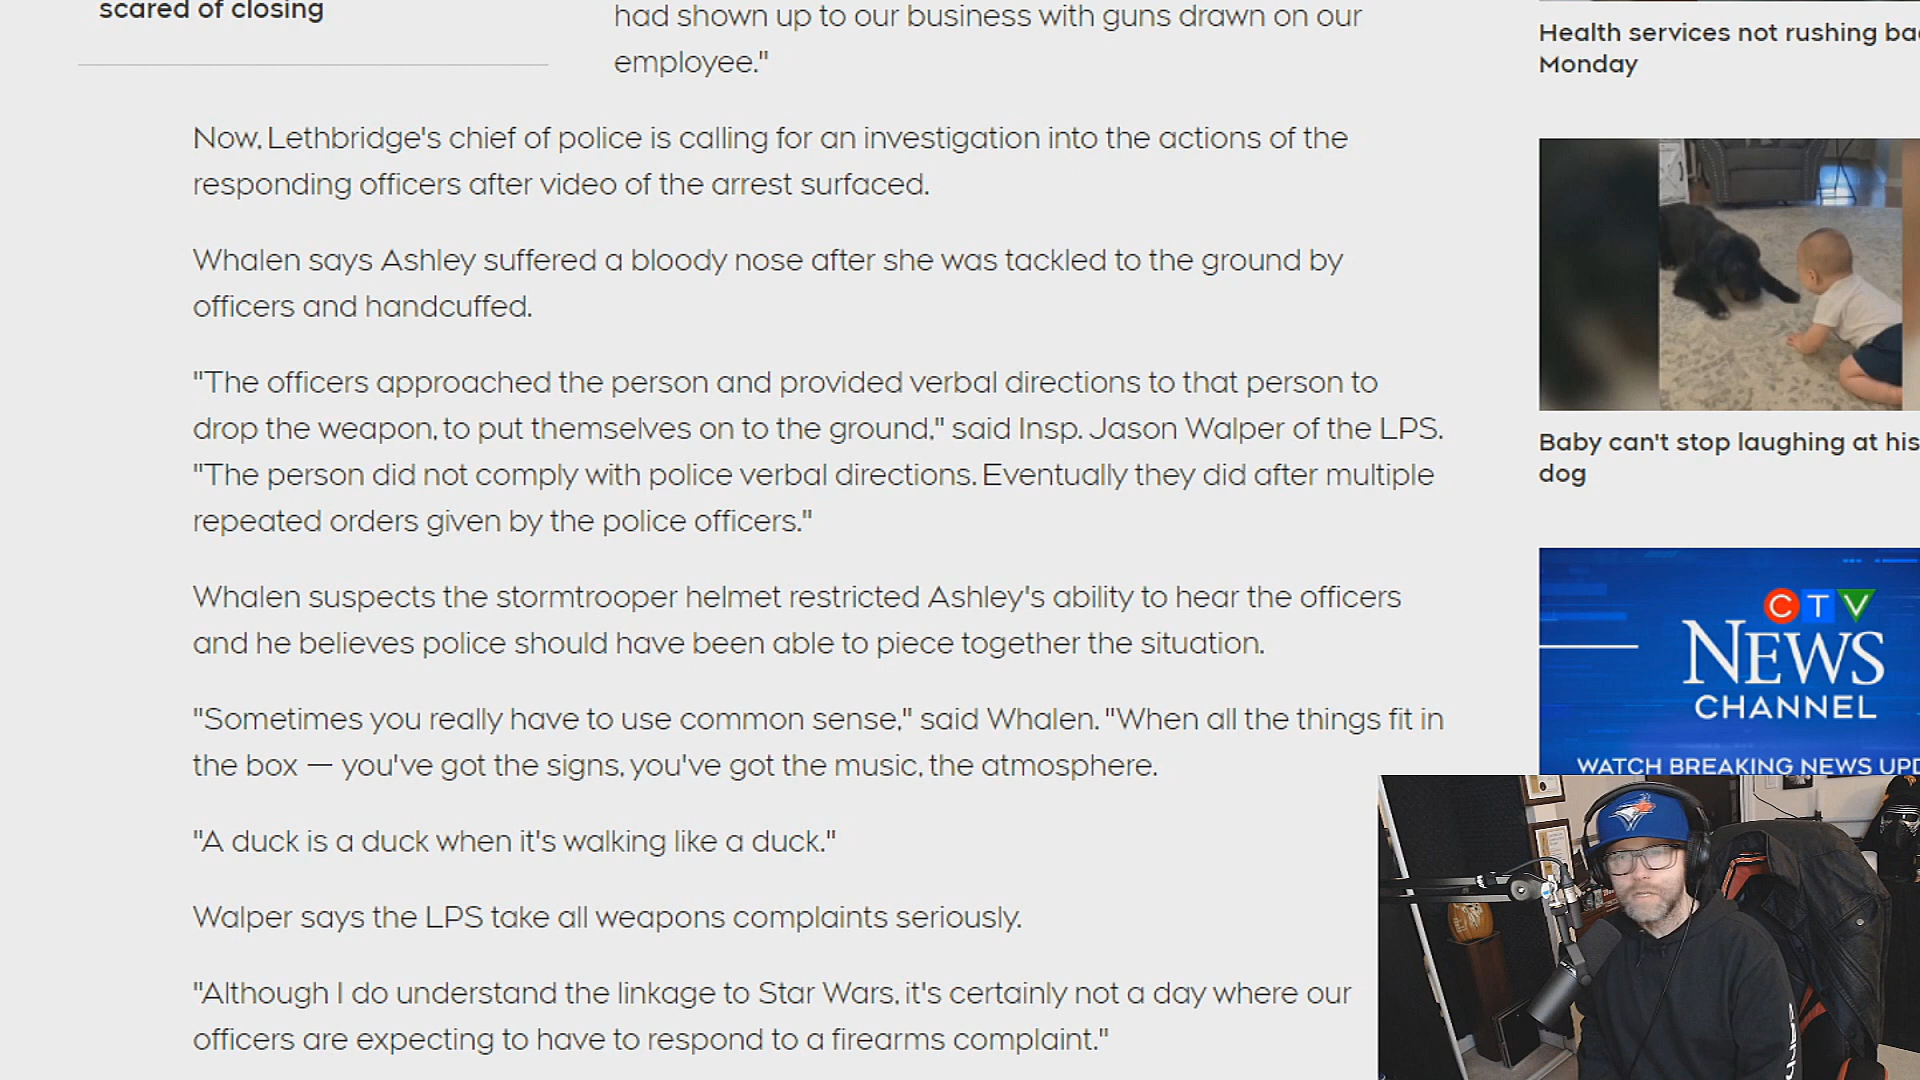 scared of closing
had shown up to our business with guns drawn on our
employee."
Now, Lethbridge's chief of police is calling for an investigation into the actions of the
responding officers after video of the arrest surfaced.
Whalen says Ashley suffered a bloody nose after she was tackled to the ground by
officers and handcuffed.
"The officers approached the person and provided verbal directions to that person to
drop the weapon, to put themselves on to the ground," said Insp. Jason Walper of the LPS.
"The person did not comply with police verbal directions. Eventually they did after multiple
repeated orders given by the police officers."
Whalen suspects the stormtrooper helmet restricted Ashley's ability to hear the officers
and he believes police should have been able to piece together the situation.
"Sometimes you really have to use common sense," said Whalen. "When all the things fit in
the box — you've got the signs, you've got the music, the atmosphere.
"A duck is a duck when it's walking like a duck."
Walper says the LPS take all weapons complaints seriously.
"Although I do understand the linkage to Star Wars, it's certainly not a day where our
officers are expecting to have to respond to a firearms complaint."
Health services not rushing
Monday
Baby can't stop laughing at his
dog
CTV
NEWS
CHANNEL
WATCH BREAKING NEWS